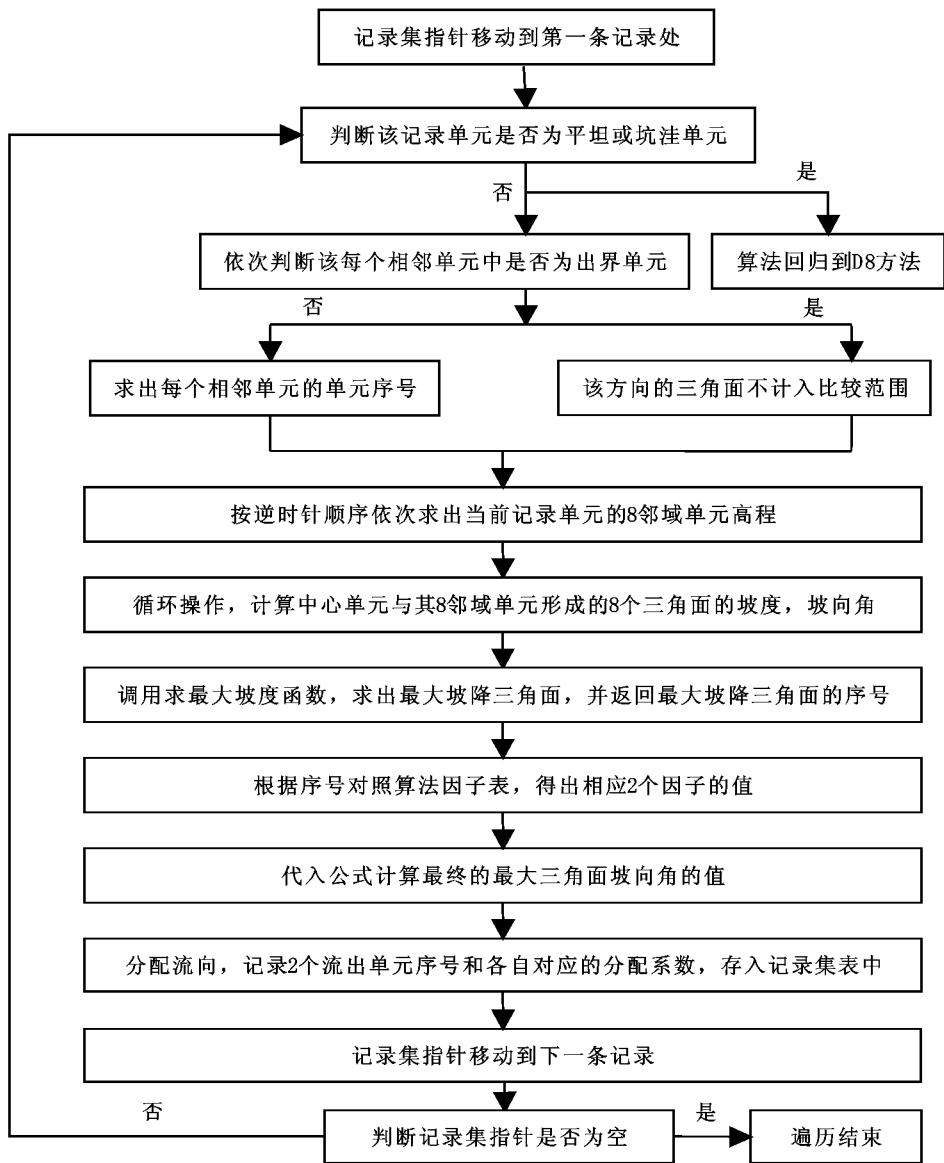 记录集指针移动到第一条记录处
判断该记录单元是否为平坦或坑洼单元
否
是
依次判断该每个相邻单元中是否为出界单元
算法回归到D8方法
否
是
求出每个相邻单元的单元序号
该方向的三角面不计入比较范围
按逆时针顺序依次求出当前记录单元的8邻域单元高程
循环操作，计算中心单元与其8邻域单元形成的8个三角面的坡度，坡向角
调用求最大坡度函数，求出最大坡降三角面，并返回最大坡降三角面的序号
根据序号对照算法因子表，得出相应2个因子的值
代入公式计算最终的最大三角面坡向角的值
分配流向，记录2个流出单元序号和各自对应的分配系数，存入记录集表中
记录集指针移动到下一条记录
否
判断记录集指针是否为空
是
遍历结束